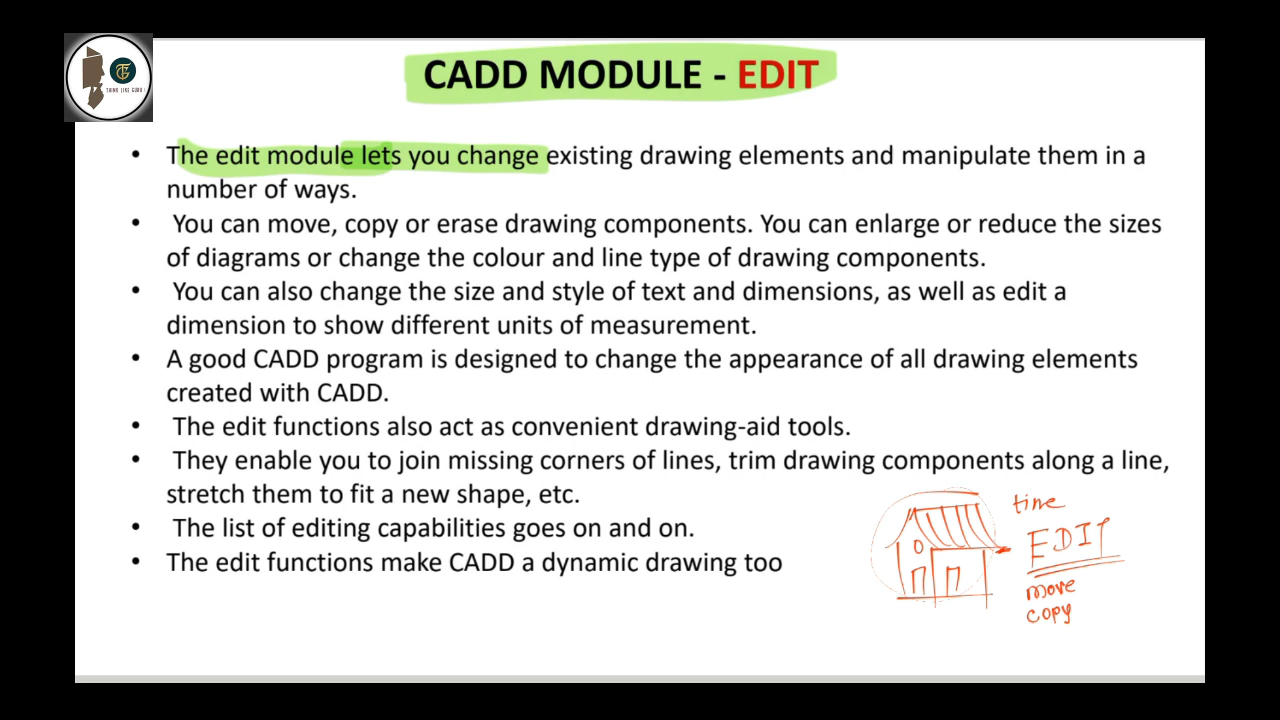 THINK LIKE GURU
CADD MODULE - EDIT
• The edit module lets you change existing drawing elements and manipulate them in a
number of ways.
• You can move, copy or erase drawing components. You can enlarge or reduce the sizes
of diagrams or change the colour and line type of drawing components.
• You can also change the size and style of text and dimensions, as well as edit a
dimension to show different units of measurement.
• A good CADD program is designed to change the appearance of all drawing elements
created with CADD.
• The edit functions also act as convenient drawing-aid tools.
• They enable you to join missing corners of lines, trim drawing components along a line,
stretch them to fit a new shape, etc.
• The list of editing capabilities goes on and on.
• The edit functions make CADD a dynamic drawing too
time
EDIT
move
copy